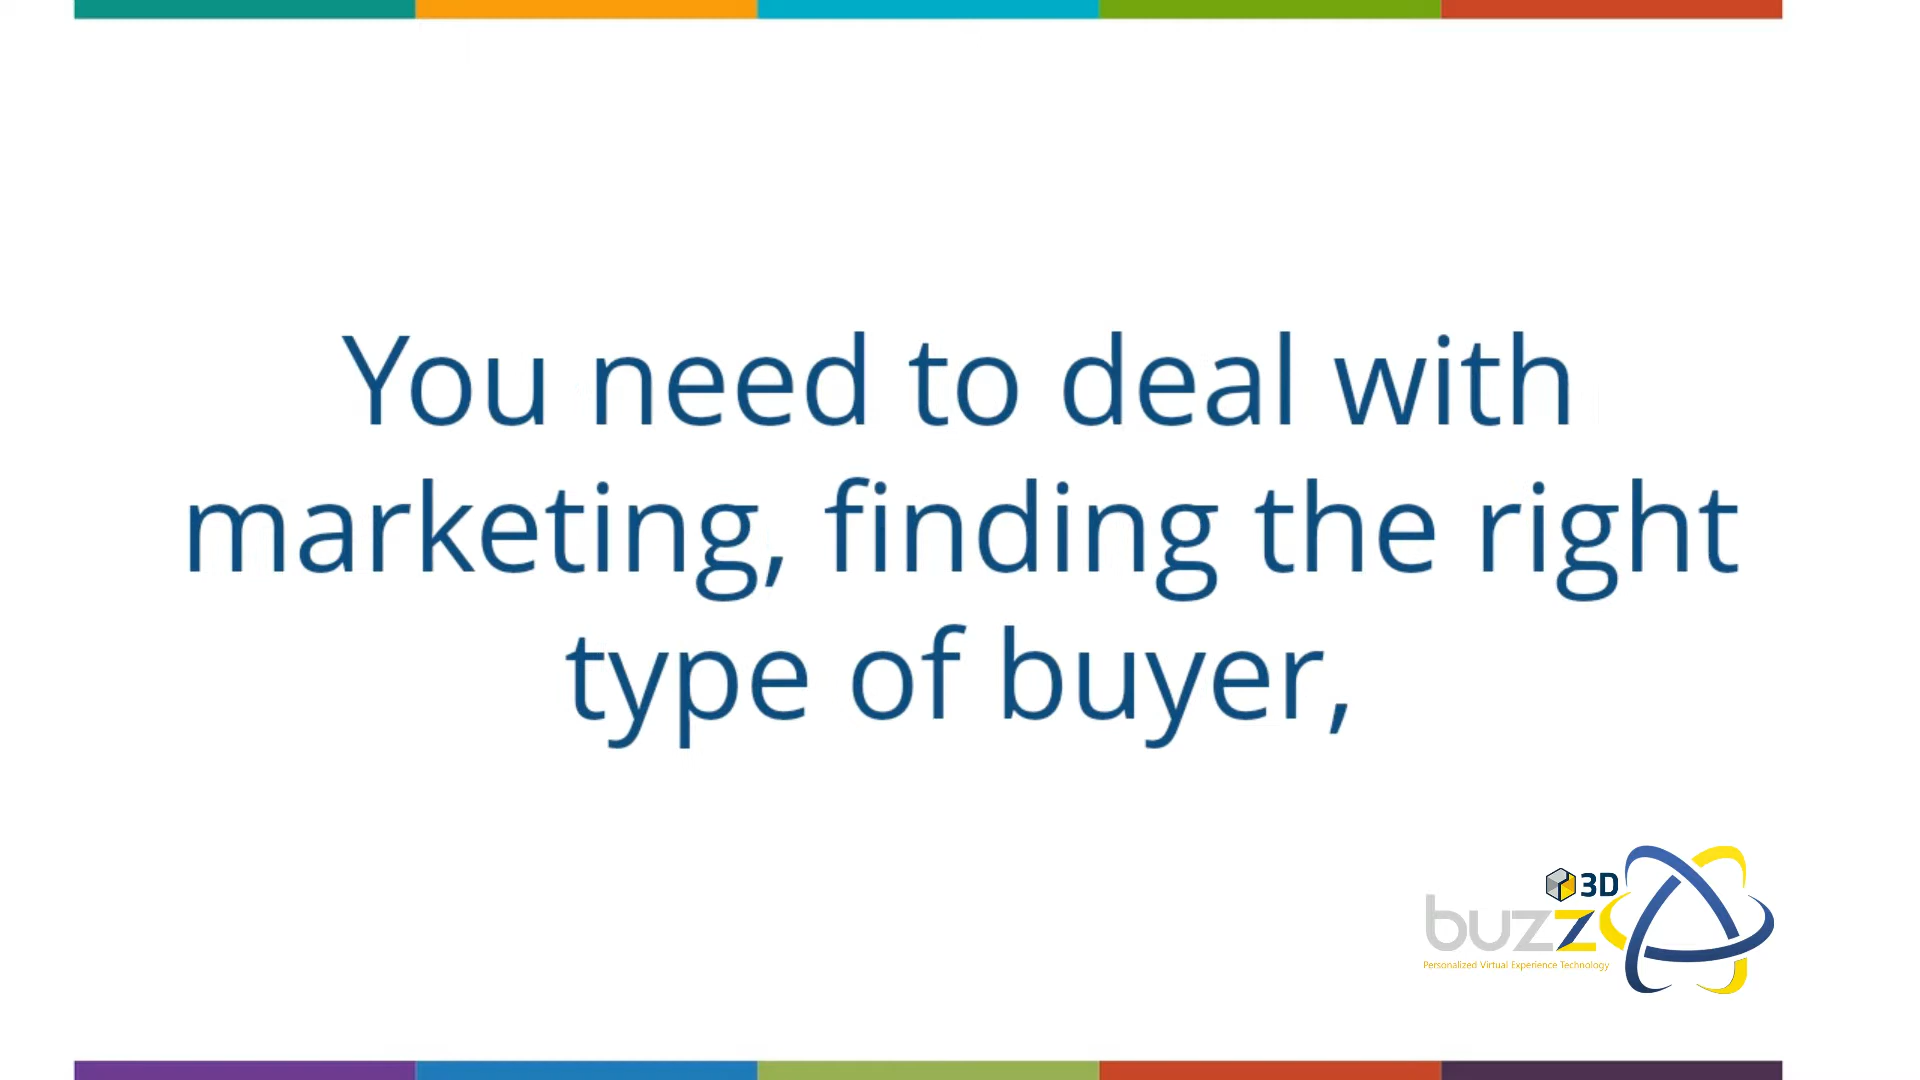 You need to deal with
marketing, finding the right
type of buyer,
3D
buzz
Personalized Virtual Experience Technology